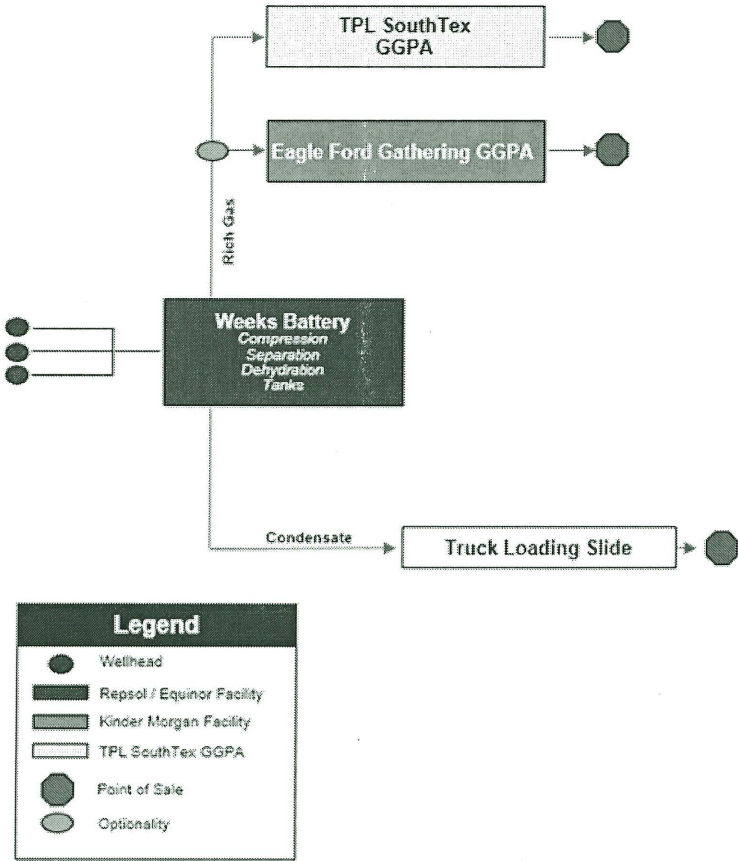 TPL SouthTex
GGPA
Eagle Ford Gathering GGPA
Rich Gas
Weeks Battery
Compression
Separation
Dehydration
Tanks
Condensate
Truck Loading Slide
Legend
Wellhead
Repsol / Equinor Facility
Kinder Morgan Facility
TPL SouthTex GGPA
Point of Sale
Optionality